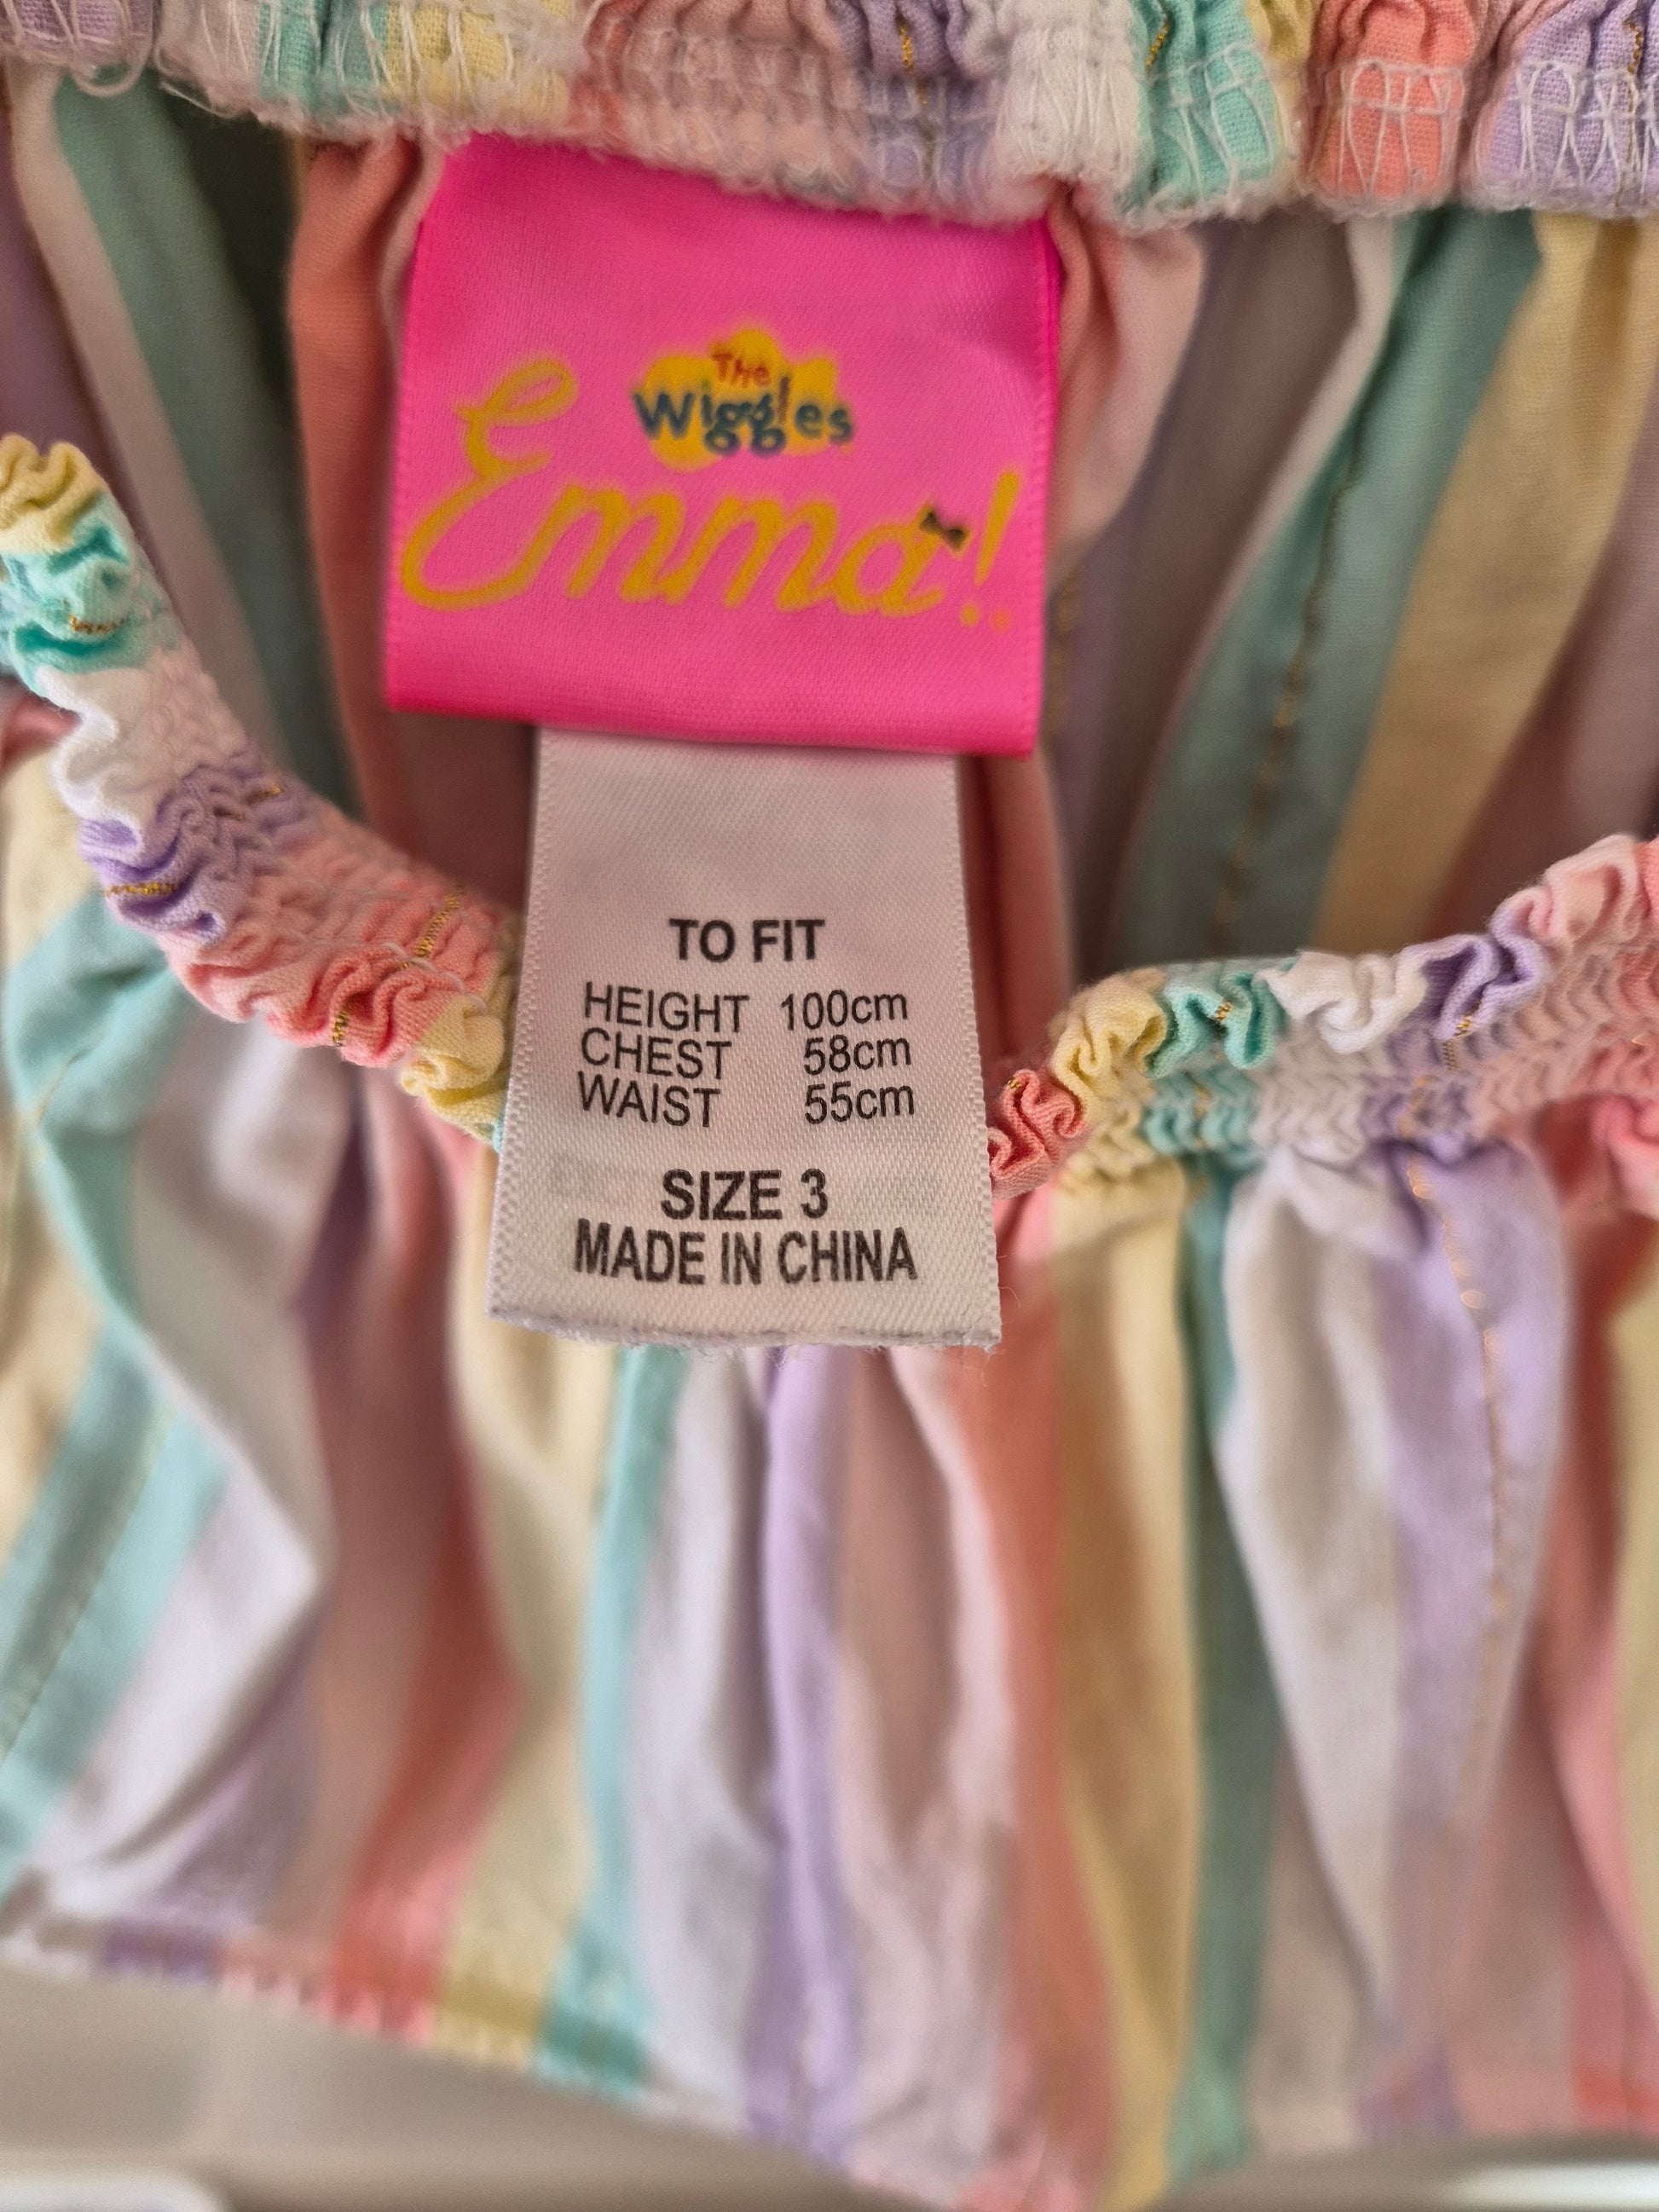 The
Wiggles
Emma!
TO FIT
HEIGHT 100cm
CHEST 58cm
WAIST 55cm
SIZE 3
MADE IN CHINA